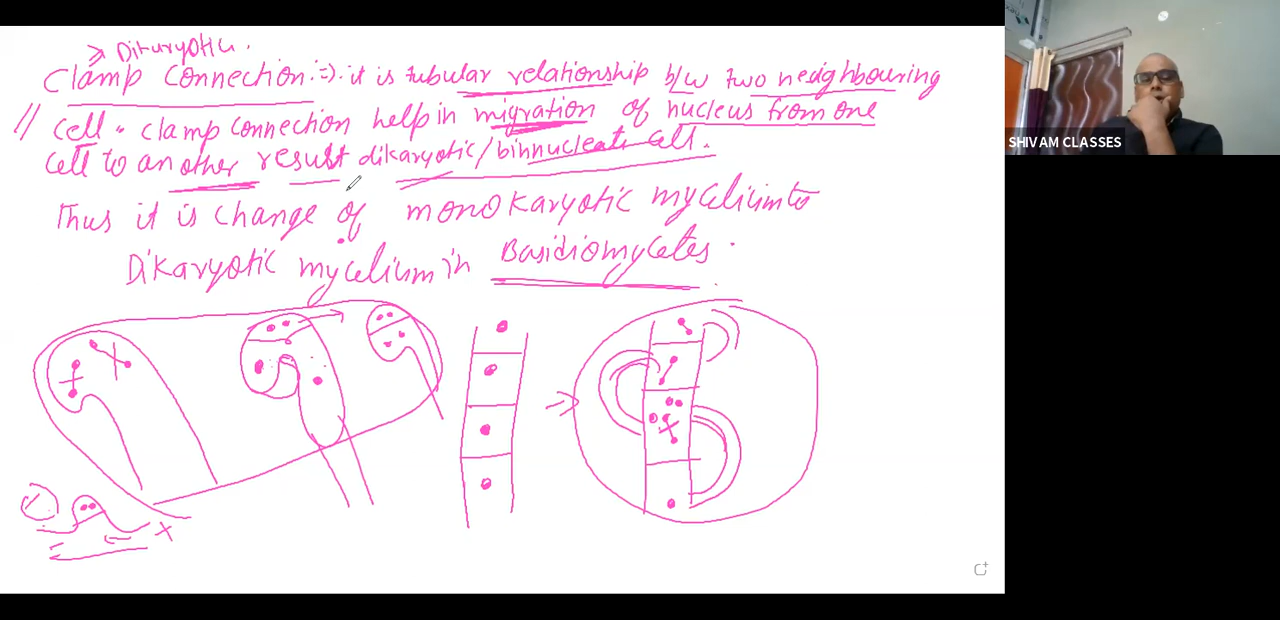 ⇒ Dikaryotic.
Clamp Connection :⇒. it is tubular relationship b/w two neighbouring
// Cell. clamp connection help in migration of nucleus from one
cell to another result dikaryotic/binnucleate cell.
Thus it is change of monokaryotic mycelium to
Dikaryotic mycelium in Basidiomycetes.
SHIVAM CLASSES